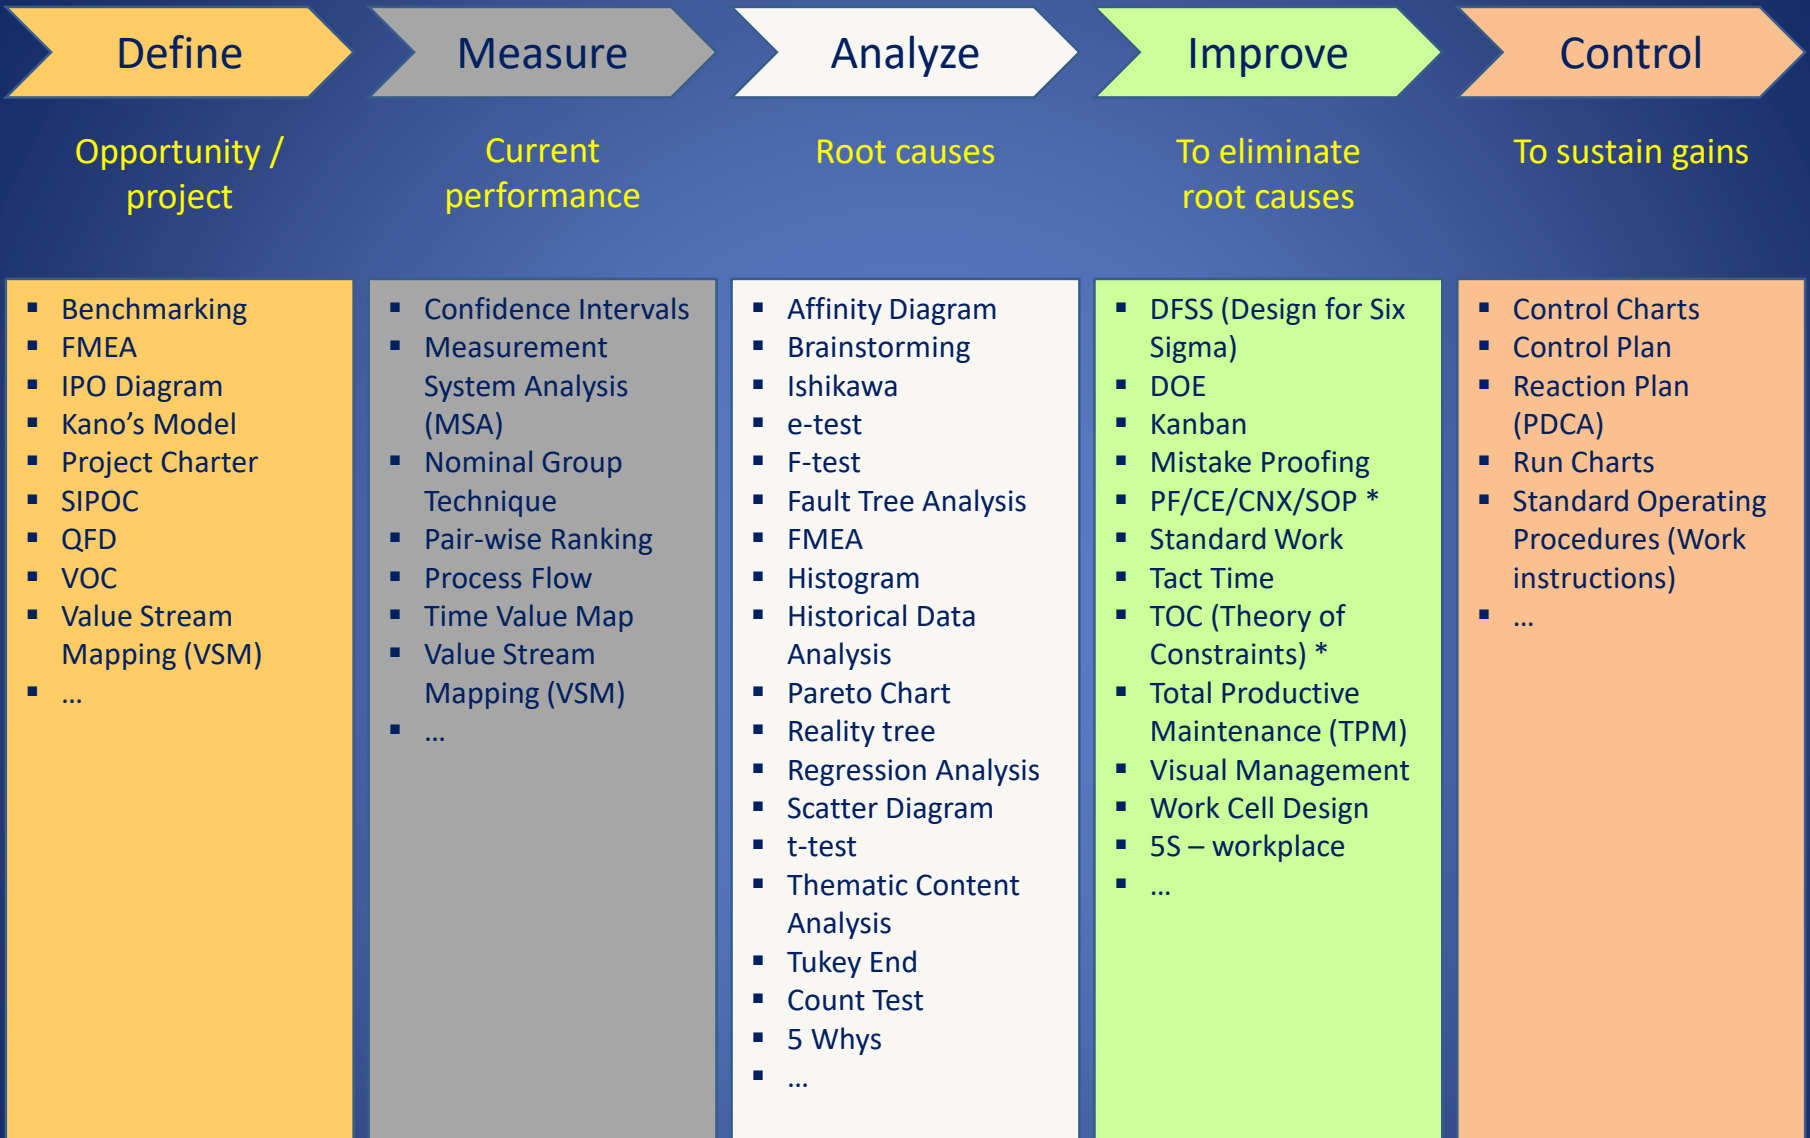 Define
Measure
Analyze
Improve
Control
Opportunity /
project
Current
performance
Root causes
To eliminate
root causes
To sustain gains
▪ Benchmarking
▪ FMEA
▪ IPO Diagram
▪ Kano’s Model
▪ Project Charter
▪ SIPOC
▪ QFD
▪ VOC
▪ Value Stream
Mapping (VSM)
▪ ...
▪ Confidence Intervals
▪ Measurement
System Analysis
(MSA)
▪ Nominal Group
Technique
▪ Pair-wise Ranking
▪ Process Flow
▪ Time Value Map
▪ Value Stream
Mapping (VSM)
▪ ...
▪ Affinity Diagram
▪ Brainstorming
▪ Ishikawa
▪ e-test
▪ F-test
▪ Fault Tree Analysis
▪ FMEA
▪ Histogram
▪ Historical Data
Analysis
▪ Pareto Chart
▪ Reality tree
▪ Regression Analysis
▪ Scatter Diagram
▪ t-test
▪ Thematic Content
Analysis
▪ Tukey End
▪ Count Test
▪ 5 Whys
▪ ...
▪ DFSS (Design for Six
Sigma)
▪ DOE
▪ Kanban
▪ Mistake Proofing
▪ PF/CE/CNX/SOP *
▪ Standard Work
▪ Tact Time
▪ TOC (Theory of
Constraints) *
▪ Total Productive
Maintenance (TPM)
▪ Visual Management
▪ Work Cell Design
▪ 5S – workplace
▪ ...
▪ Control Charts
▪ Control Plan
▪ Reaction Plan
(PDCA)
▪ Run Charts
▪ Standard Operating
Procedures (Work
instructions)
▪ ...